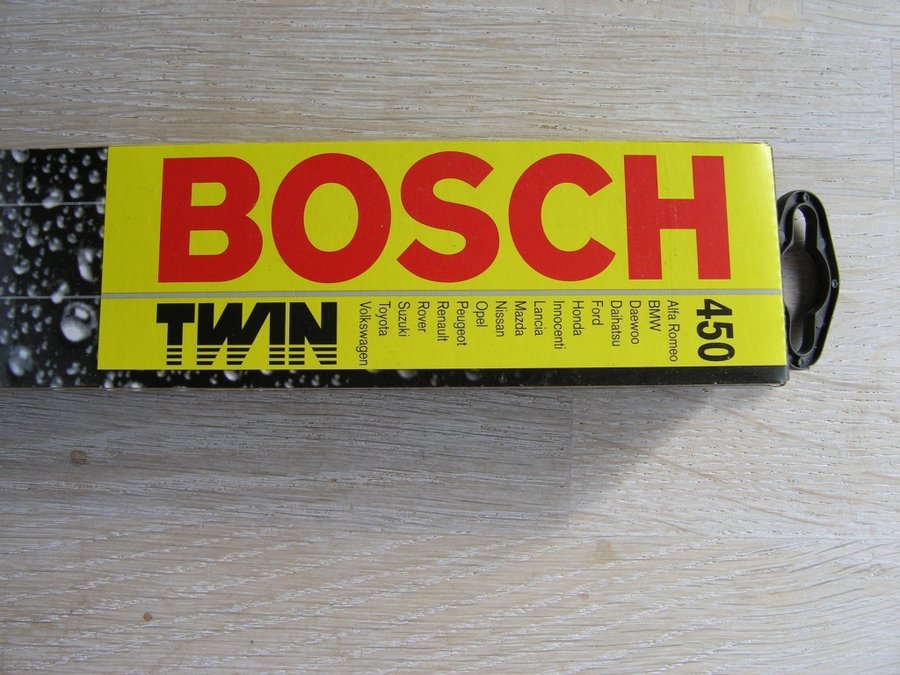 BOSCH
TWIN
450
Alfa Romeo
BMW
Daewoo
Daihatsu
Ford
Honda
Innocenti
Lancia
Mazda
Nissan
Opel
Peugeot
Renault
Rover
Suzuki
Toyota
Volkswagen